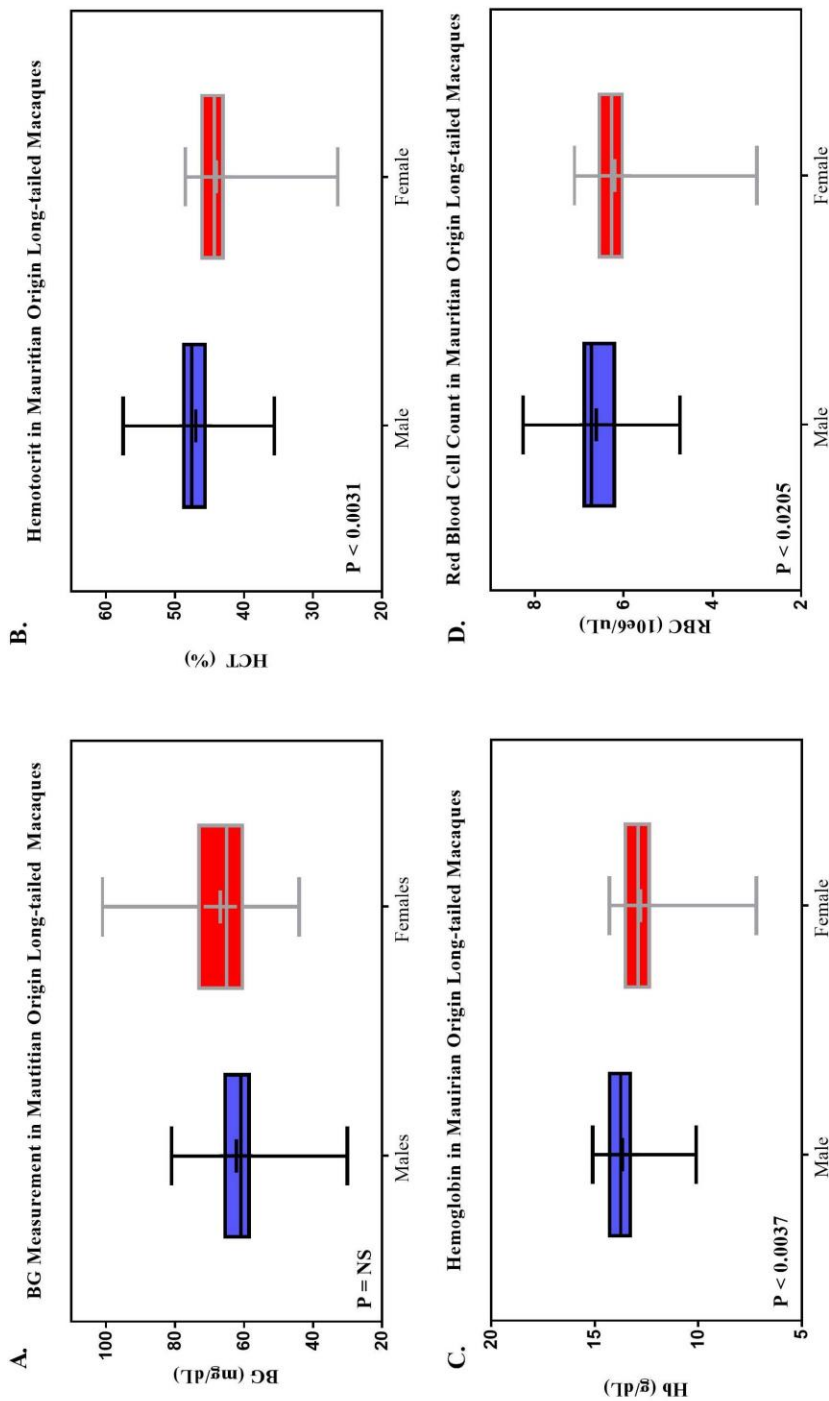 A.
BG Measurement in Mautitian Origin Long-tailed Macaques
BG (mg/dL)
100
80
60
40
20
P = NS
Males
Females
B.
Hemotocrit in Mauritian Origin Long-tailed Macaques
HCT (%)
60
50
40
30
20
P < 0.0031
Male
Female
C.
Hemoglobin in Mauirian Origin Long-tailed Macaques
Hb (g/dL)
20
15
10
5
P < 0.0037
Male
Female
D.
Red Blood Cell Count in Mauritian Origin Long-tailed Macaques
RBC (10e6/uL)
8
6
4
2
P < 0.0205
Male
Female